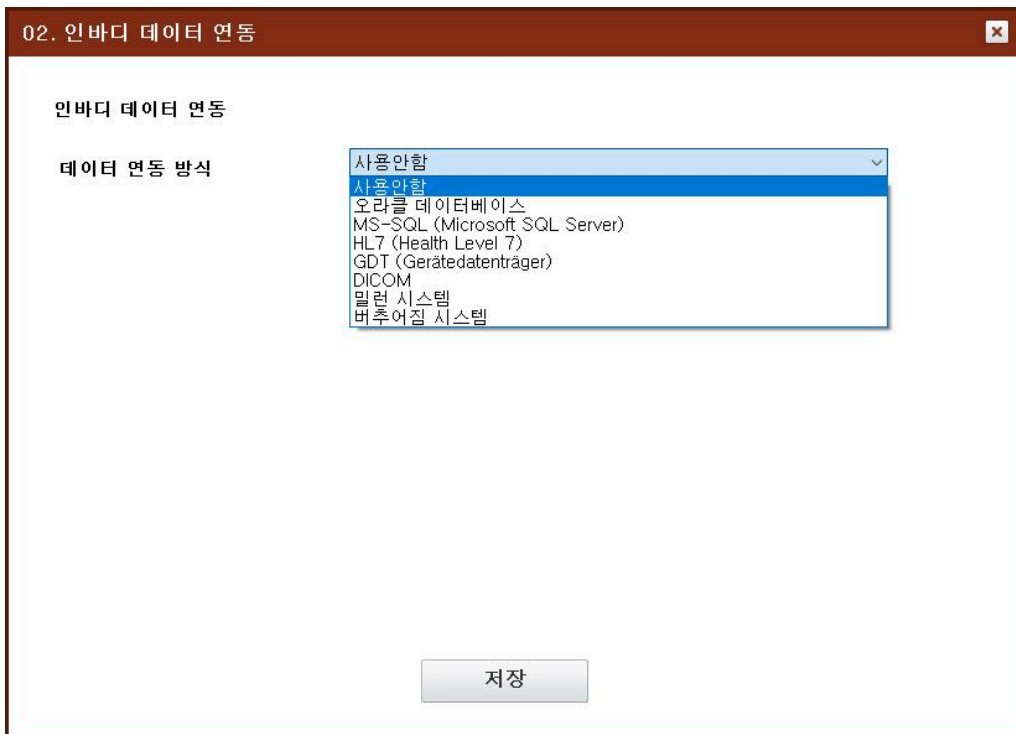 02. 인바디 데이터 연동
인바디 데이터 연동
데이터 연동 방식
사용안함
사용안함
오라클 데이터베이스
MS-SQL (Microsoft SQL Server)
HL7 (Health Level 7)
GDT (Gerätedatenträger)
DICOM
밀런 시스템
버추어짐 시스템
저장